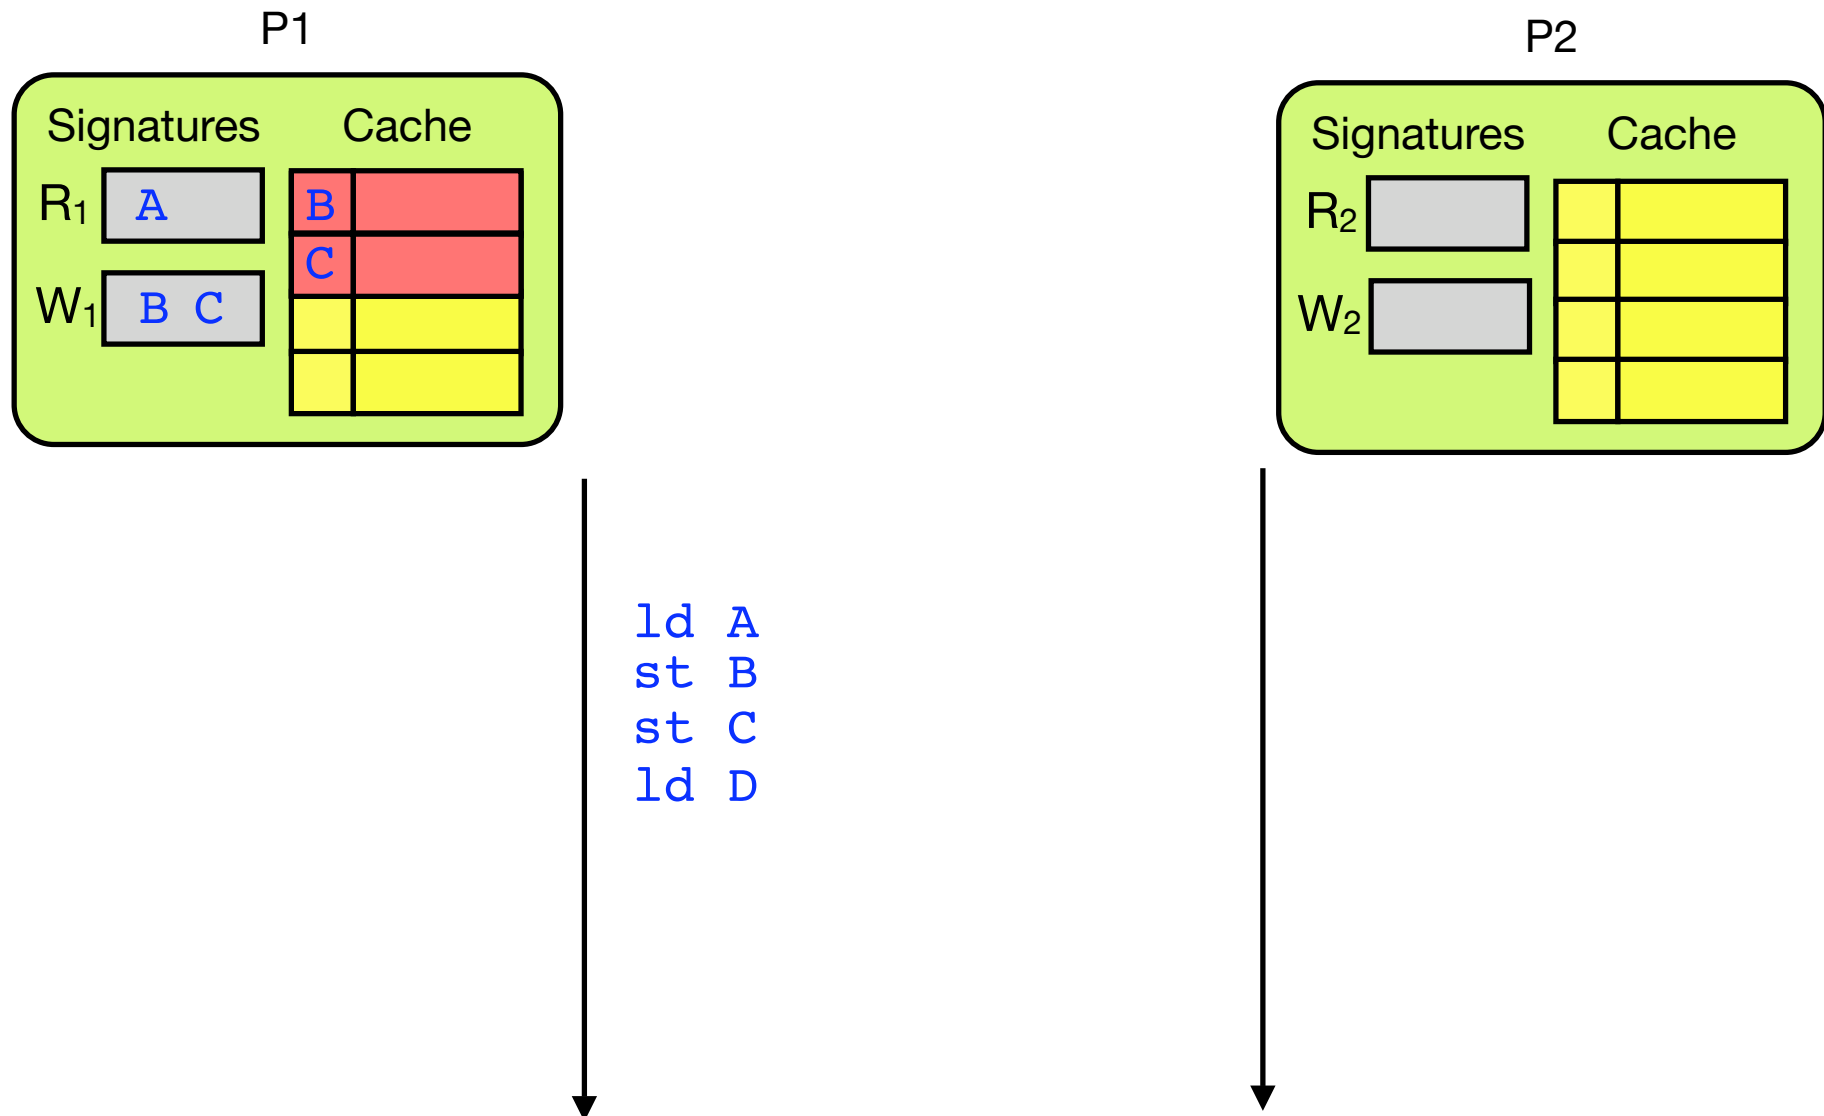 P1
Signatures Cache
R1 A B
C
W1 B C
P2
Signatures Cache
R2
W2
ld A
st B
st C
ld D